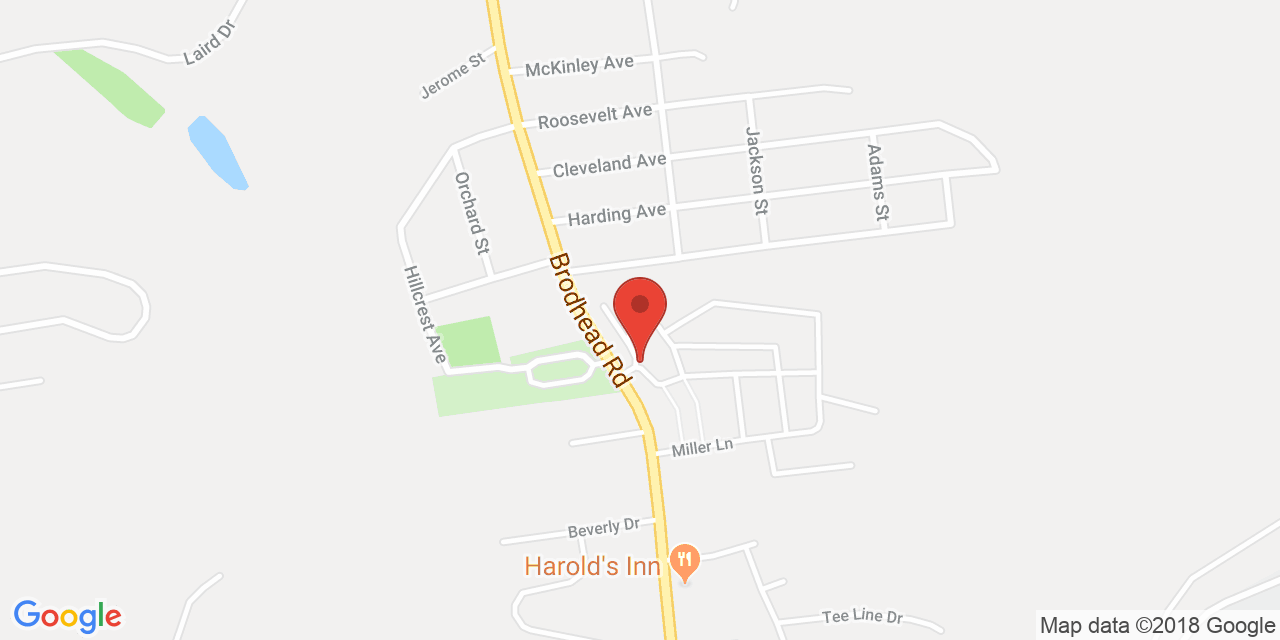 Laird Dr
Jerome St
McKinley Ave
Roosevelt Ave
Cleveland Ave
Harding Ave
Jackson St
Adams St
Orchard St
Hillcrest Ave
Brodhead Rd
Miller Ln
Beverly Dr
Harold's Inn
Tee Line Dr
Google
Map data ©2018 Google